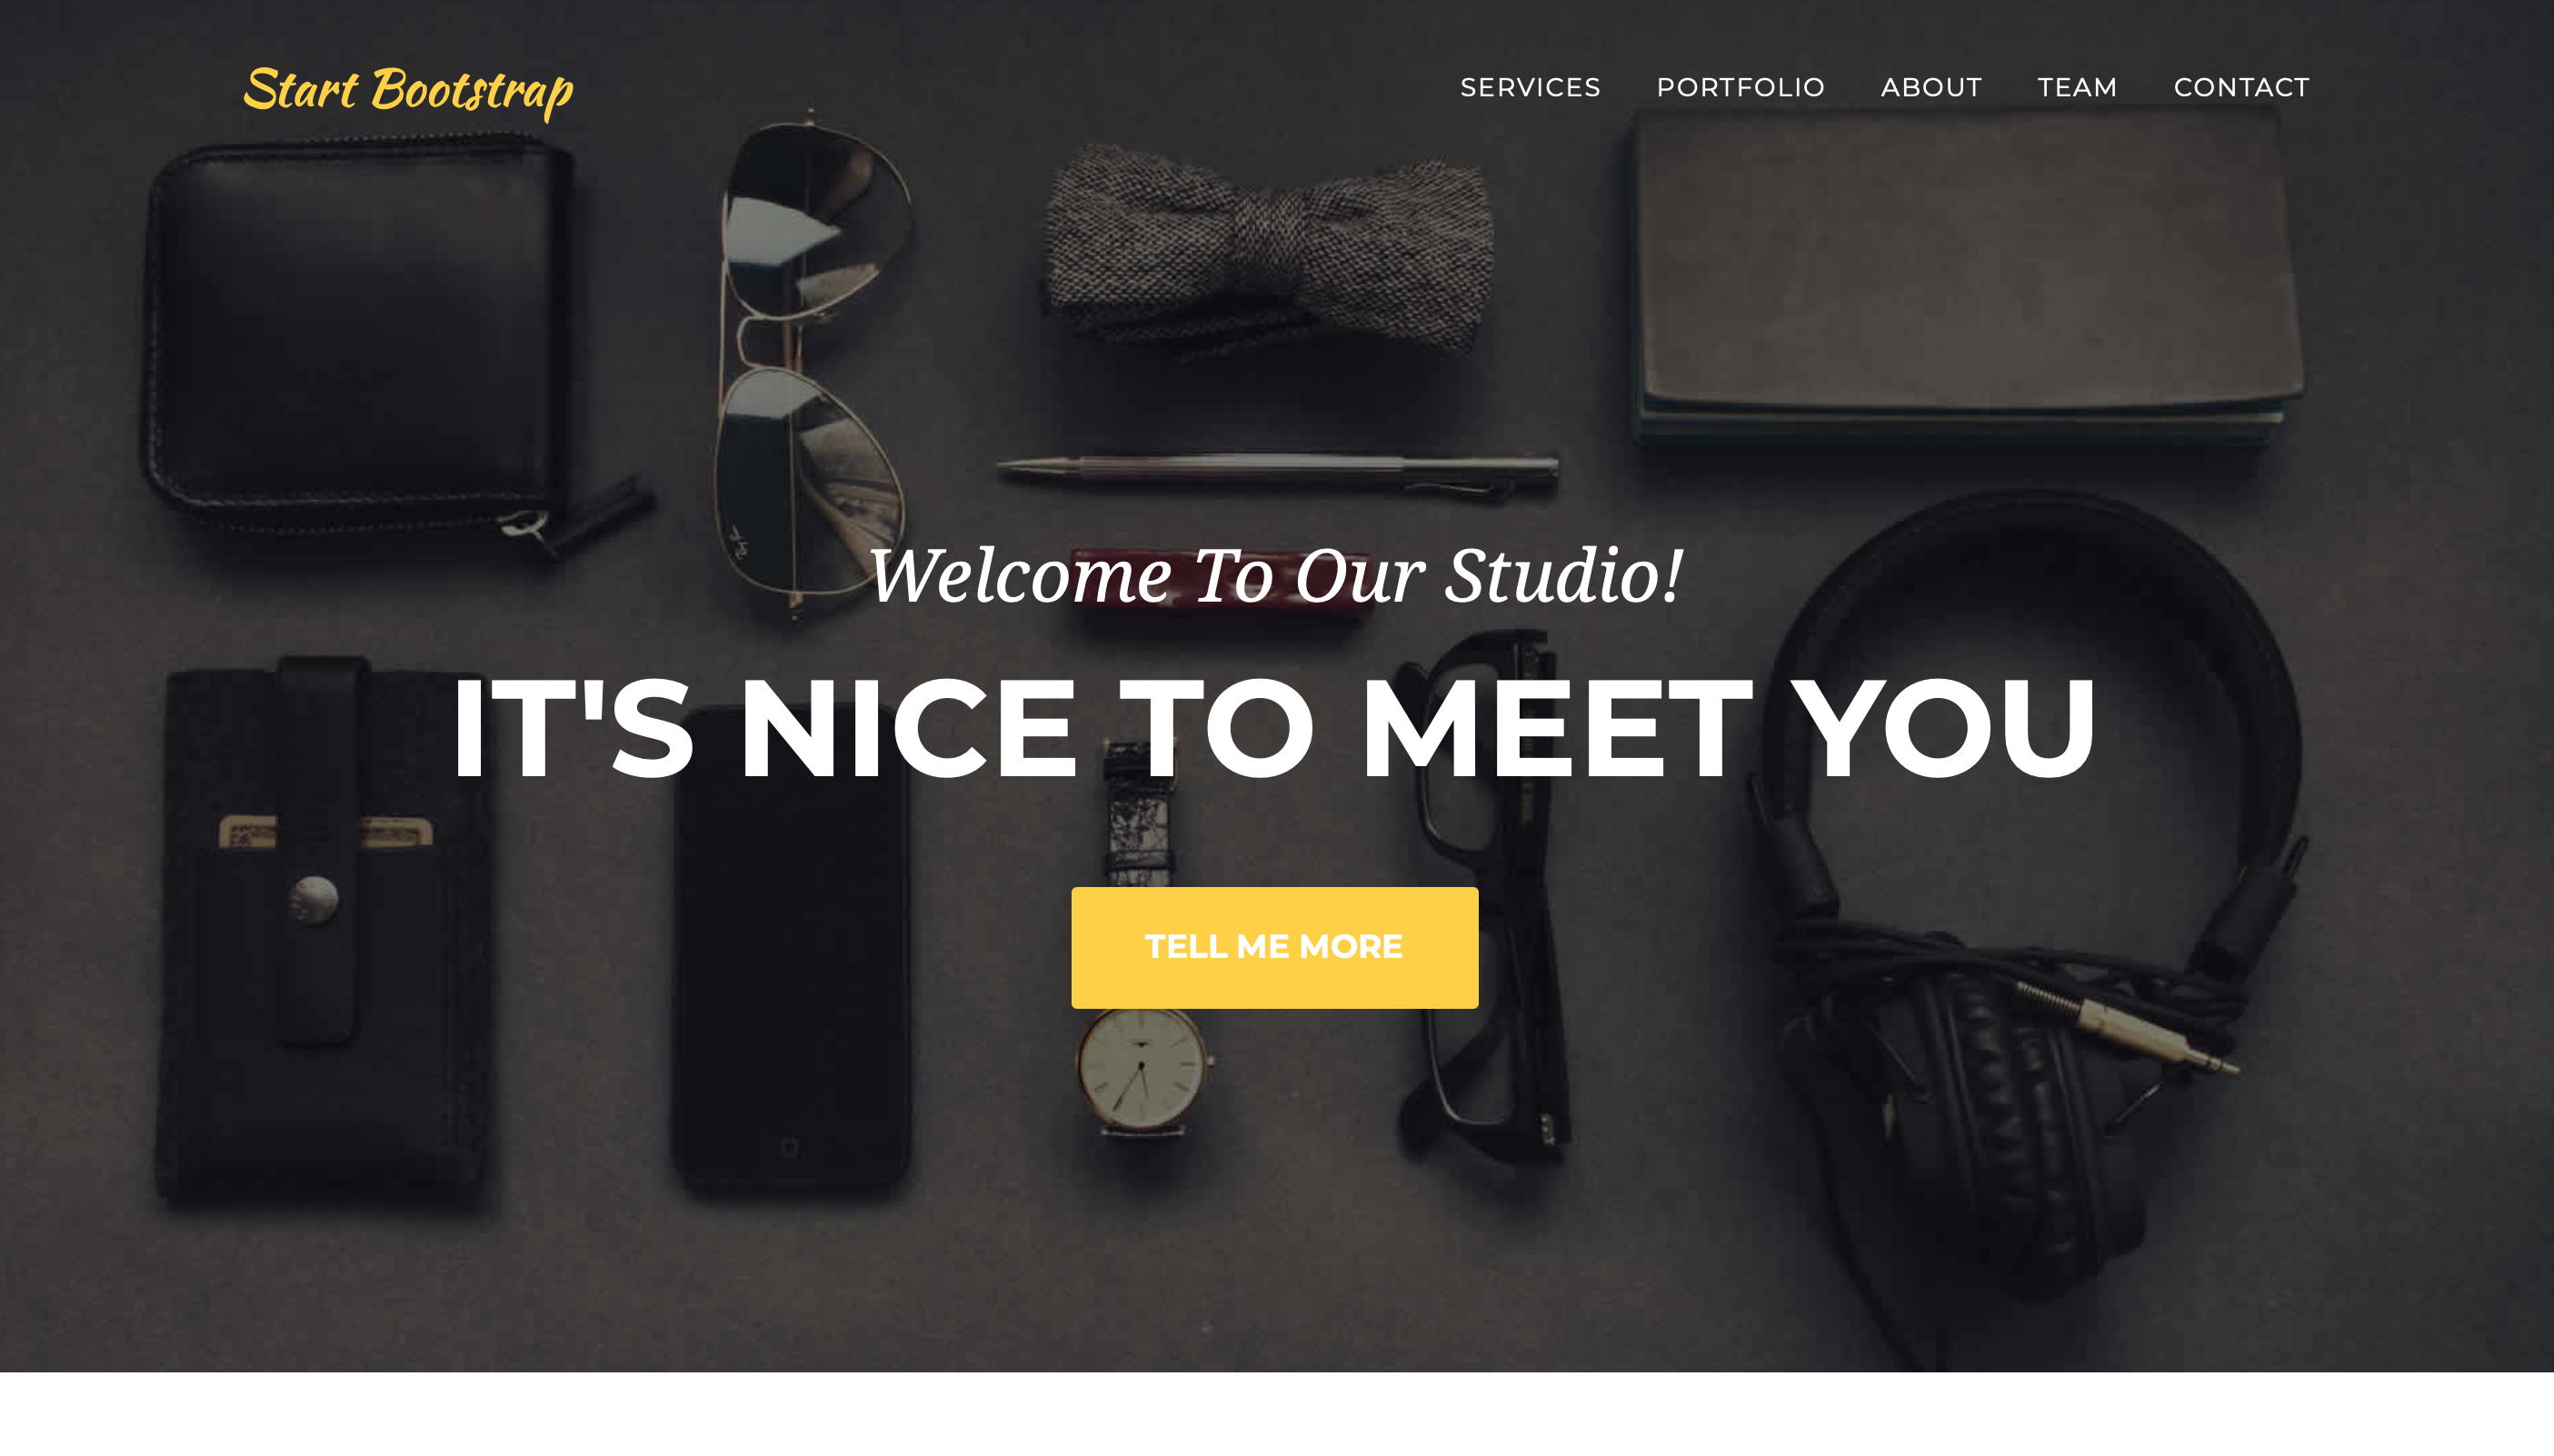 Start Bootstrap
SERVICES PORTFOLIO ABOUT TEAM CONTACT
Welcome To Our Studio!
IT'S NICE TO MEET YOU
TELL ME MORE